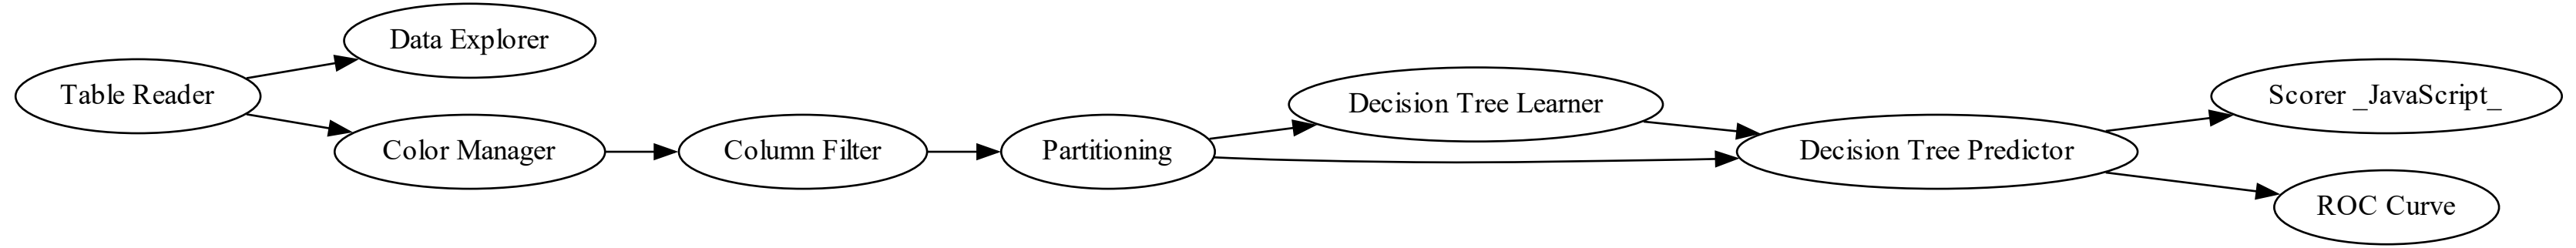 Table Reader
Data Explorer
Color Manager
Column Filter
Partitioning
Decision Tree Learner
Decision Tree Predictor
Scorer _JavaScript_
ROC Curve